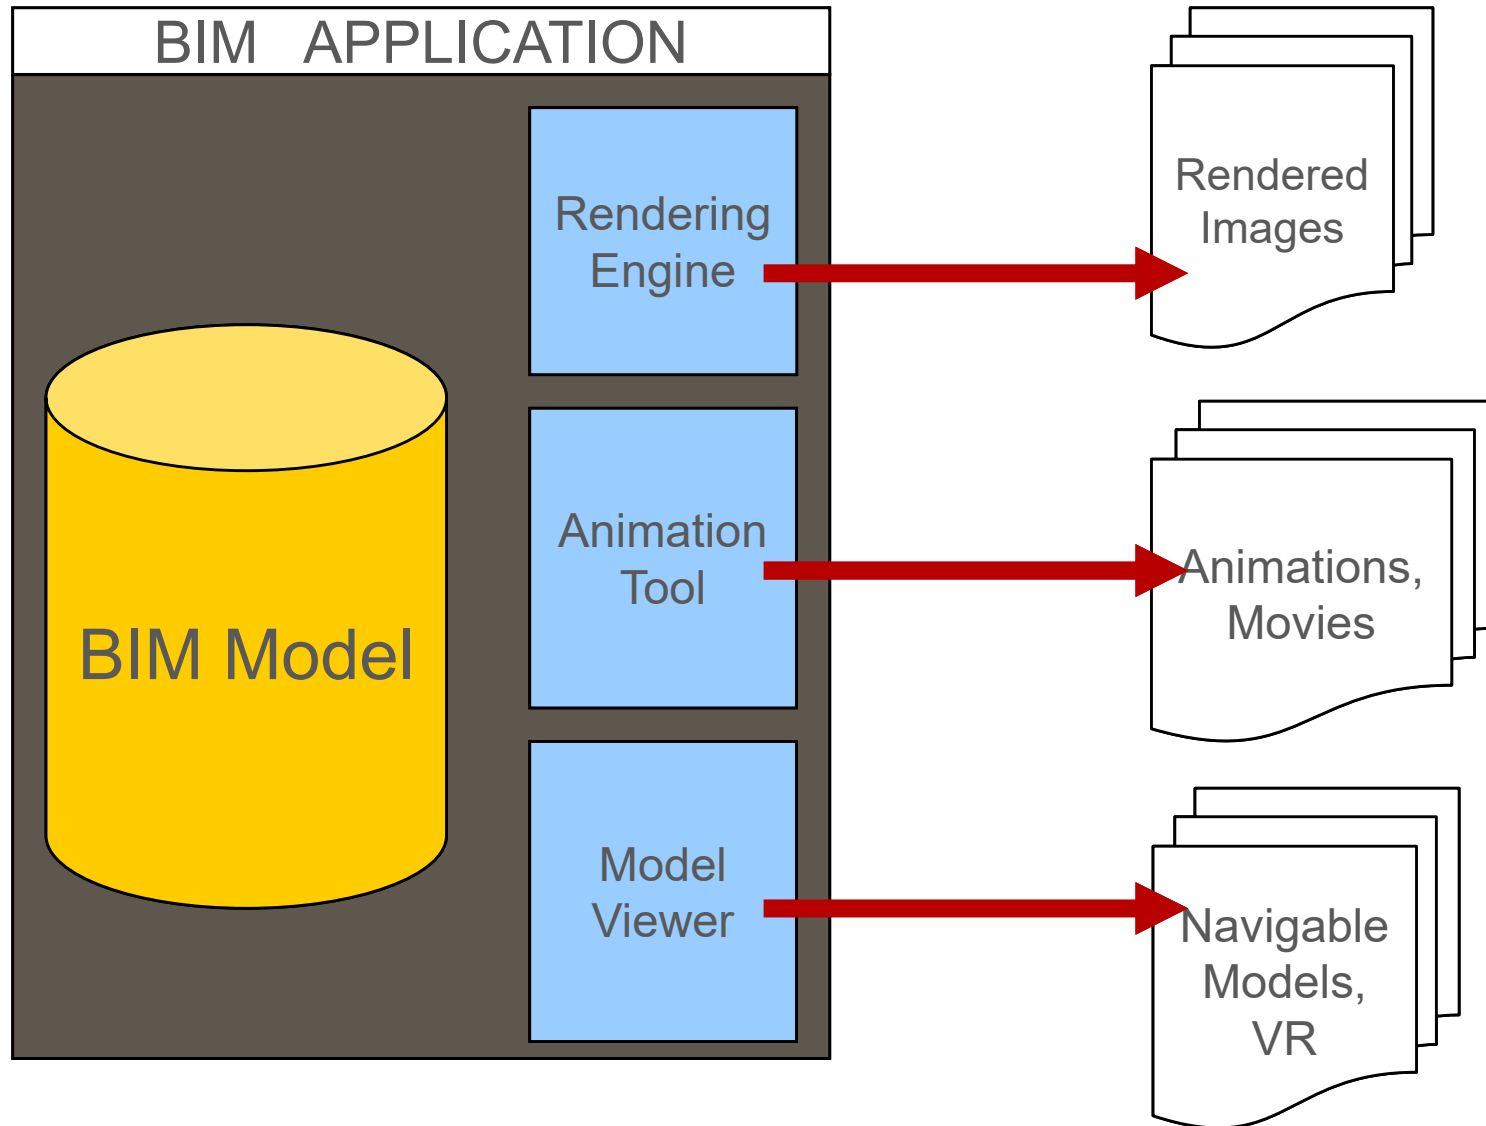 BIM APPLICATION
Rendering
Engine
Rendered
Images
BIM Model
Animation
Tool
Animations,
Movies
Model
Viewer
Navigable
Models,
VR